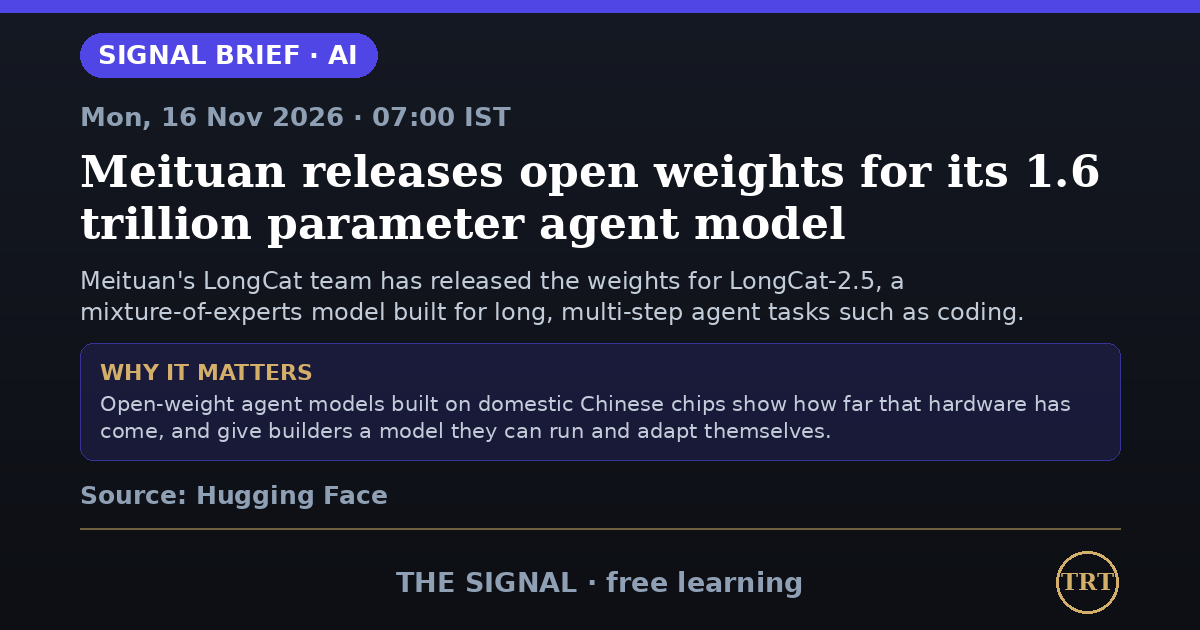 SIGNAL BRIEF · AI
Mon, 16 Nov 2026 · 07:00 IST
Meituan releases open weights for its 1.6
trillion parameter agent model
Meituan's LongCat team has released the weights for LongCat-2.5, a
mixture-of-experts model built for long, multi-step agent tasks such as coding.
WHY IT MATTERS
Open-weight agent models built on domestic Chinese chips show how far that hardware has
come, and give builders a model they can run and adapt themselves.
Source: Hugging Face
THE SIGNAL · free learning
TRT